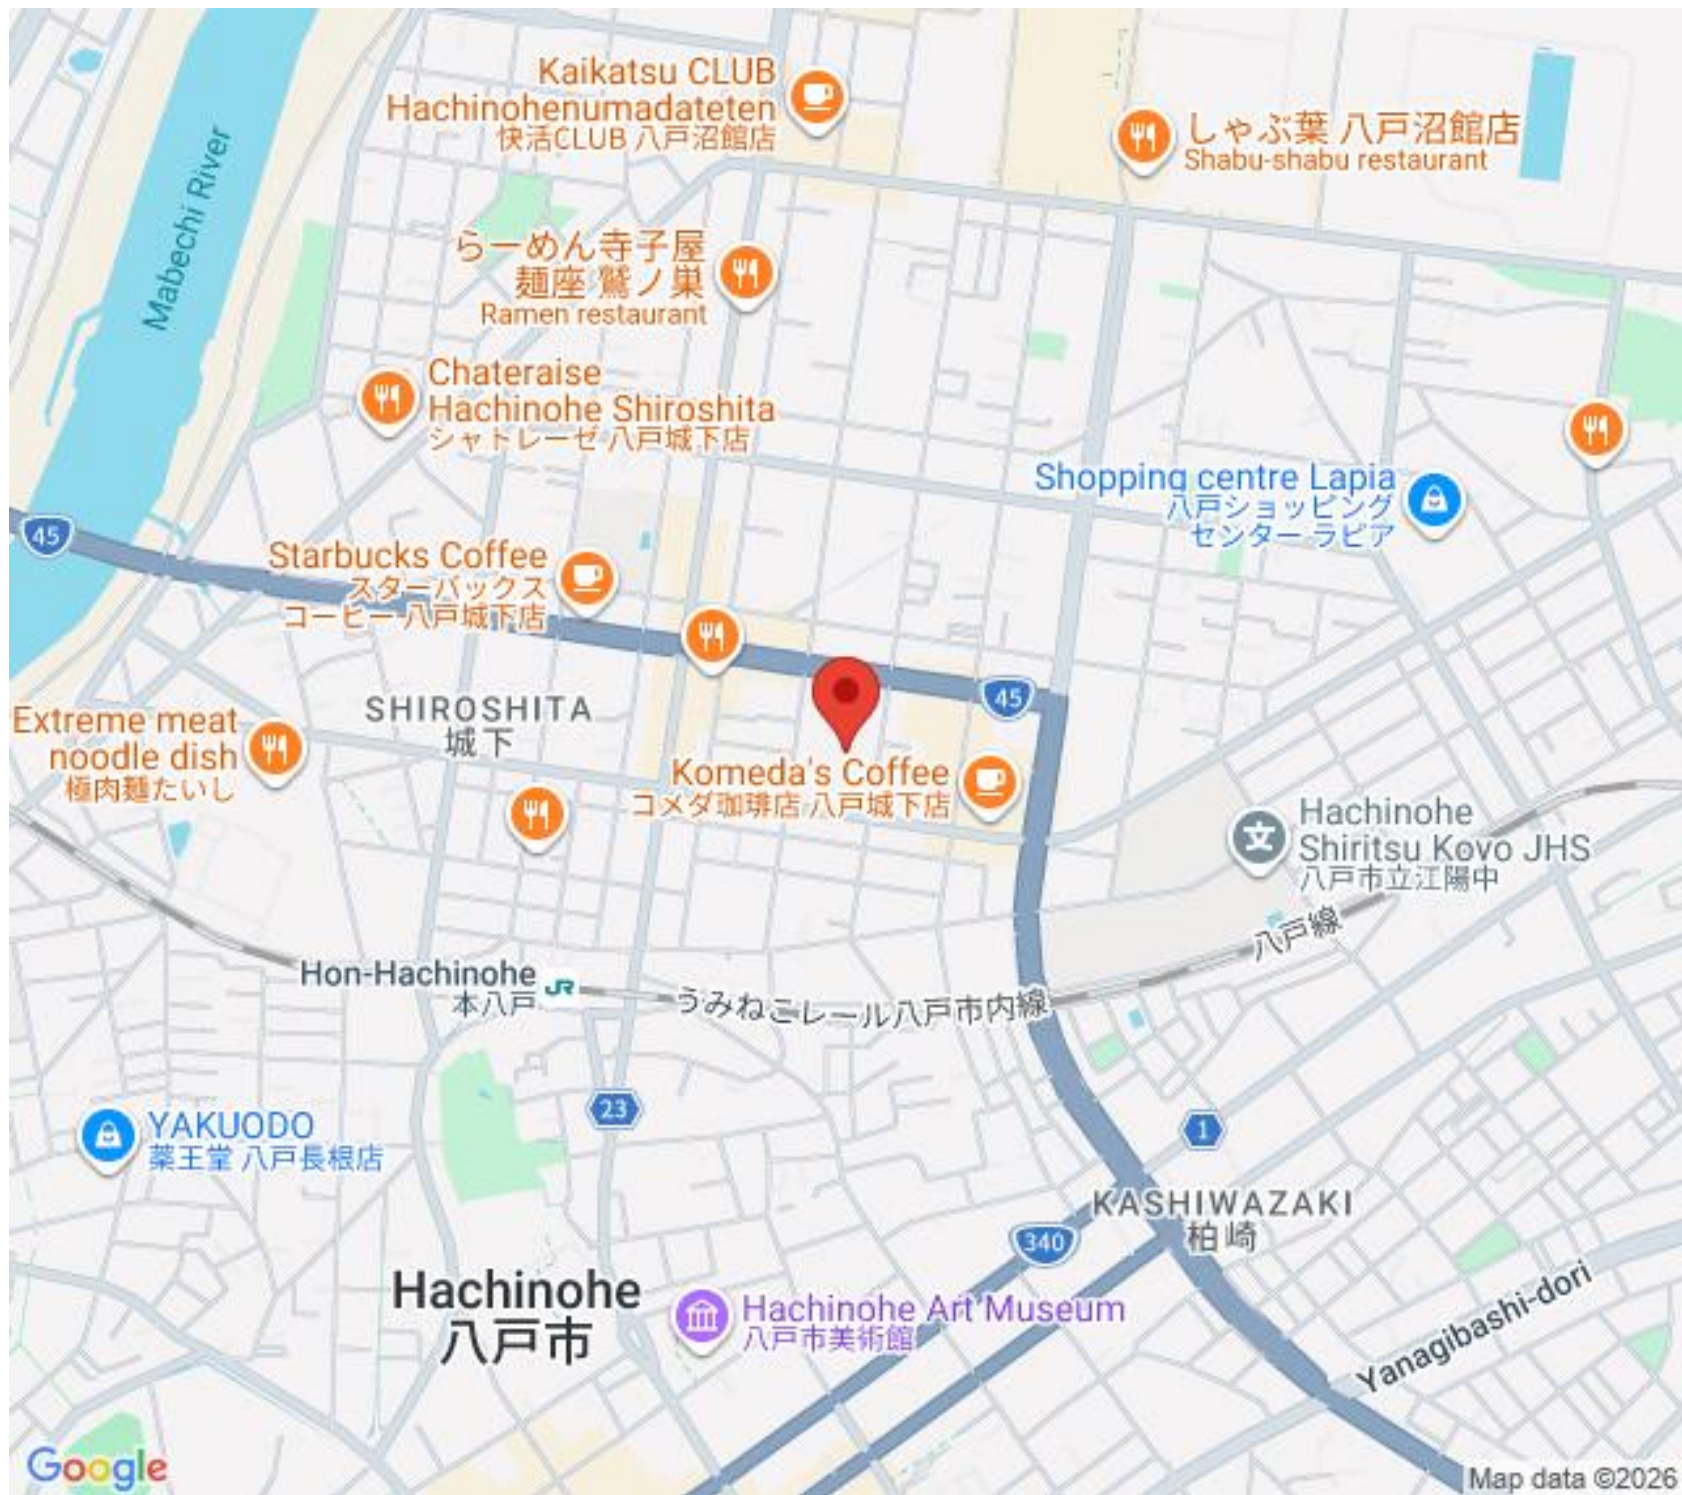 Kaikatsu CLUB
Hachinohenumadateten
快活CLUB 八戸沼館店
しゃぶ葉 八戸沼館店
Shabu-shabu restaurant
Mabechi River
らーめん寺子屋
麺座 鷲ノ巣
Ramen restaurant
Chateraise
Hachinohe Shiroshita
シャトレーゼ 八戸城下店
Shopping centre Lapia
八戸ショッピング
センター ラピア
45
Starbucks Coffee
スターバックス
コーヒー 八戸城下店
45
SHIROSHITA
城下
Extreme meat
noodle dish
極肉麺たいし
Komeda's Coffee
コメダ珈琲店 八戸城下店
Hachinohe
Shiritsu Koyo JHS
八戸市立江陽中
八戸線
Hon-Hachinohe
本八戸
JR
うみねこレール八戸市内線
23
1
YAKUODO
薬王堂 八戸長根店
KASHIWAZAKI
柏崎
340
Hachinohe
八戸市
Hachinohe Art Museum
八戸市美術館
Yanagibashi-dori
Google
Map data ©2026